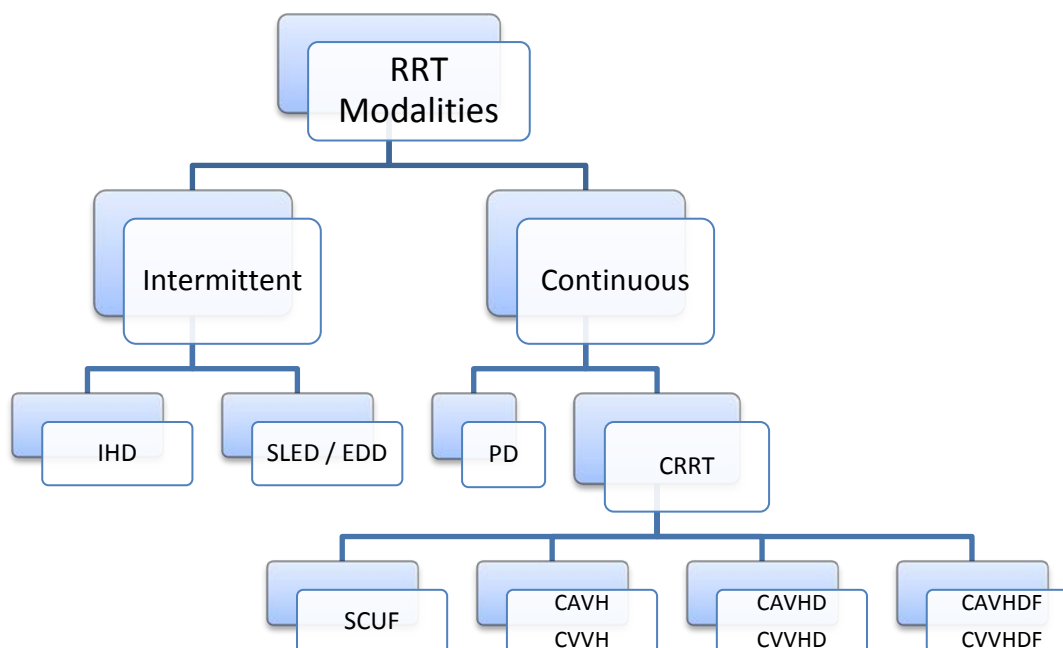 RRT
Modalities
Intermittent
Continuous
IHD
SLED / EDD
PD
CRRT
SCUF
CAVH
CVVH
CAVHD
CVVHD
CAVHDF
CVVHDF